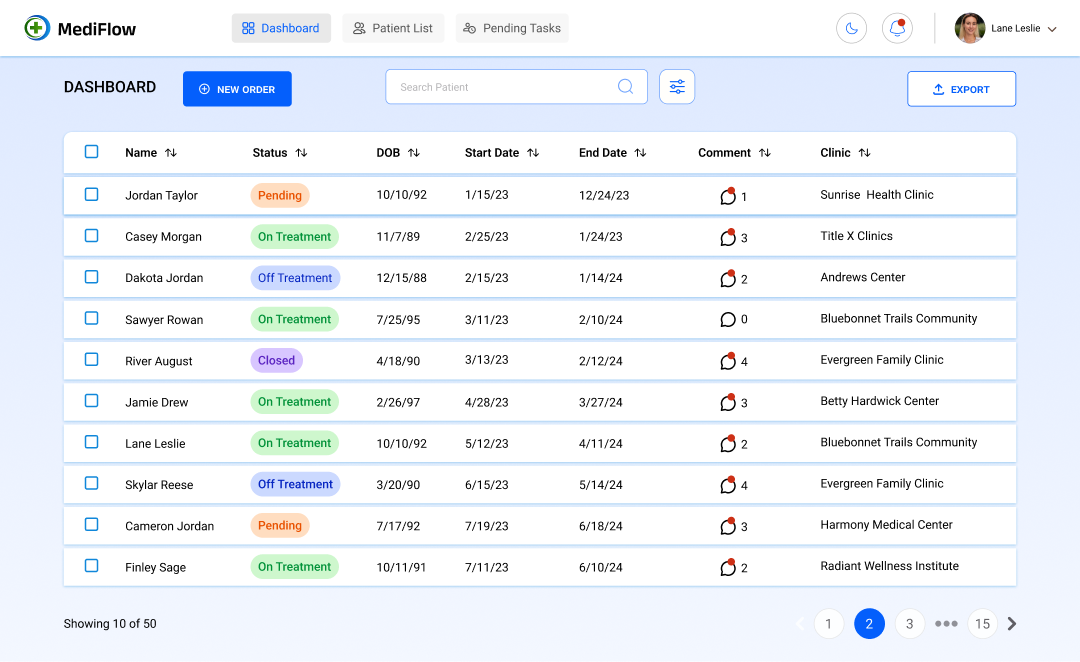 MediFlow Dashboard Patient List Pending Tasks Lane Leslie
DASHBOARD NEW ORDER Search Patient EXPORT
Name Status DOB Start Date End Date Comment Clinic
Jordan Taylor Pending 10/10/92 1/15/23 12/24/23 1 Sunrise Health Clinic
Casey Morgan On Treatment 11/7/89 2/25/23 1/24/23 3 Title X Clinics
Dakota Jordan Off Treatment 12/15/88 2/15/23 1/14/24 2 Andrews Center
Sawyer Rowan On Treatment 7/25/95 3/11/23 2/10/24 0 Bluebonnet Trails Community
River August Closed 4/18/90 3/13/23 2/12/24 4 Evergreen Family Clinic
Jamie Drew On Treatment 2/26/97 4/28/23 3/27/24 3 Betty Hardwick Center
Lane Leslie On Treatment 10/10/92 5/12/23 4/11/24 2 Bluebonnet Trails Community
Skylar Reese Off Treatment 3/20/90 6/15/23 5/14/24 4 Evergreen Family Clinic
Cameron Jordan Pending 7/17/92 7/19/23 6/18/24 3 Harmony Medical Center
Finley Sage On Treatment 10/11/91 7/11/23 6/10/24 2 Radiant Wellness Institute
Showing 10 of 50 1 2 3 ••• 15